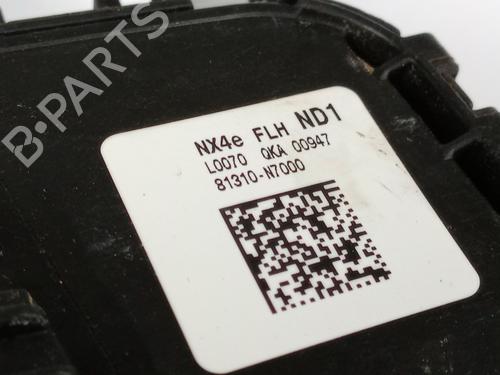 B-PARTS
NX4e FLH ND1
L0070 QKA 00947
81310-N7000